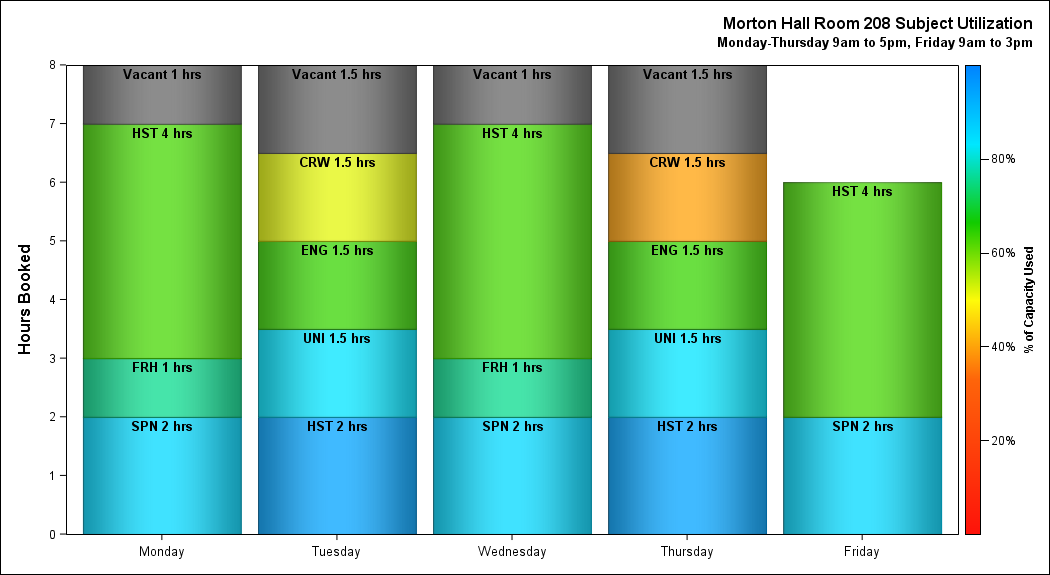 Morton Hall Room 208 Subject Utilization
Monday-Thursday 9am to 5pm, Friday 9am to 3pm
Hours Booked
8
7
6
5
4
3
2
1
0
Vacant 1 hrs
HST 4 hrs
FRH 1 hrs
SPN 2 hrs
Vacant 1.5 hrs
CRW 1.5 hrs
ENG 1.5 hrs
UNI 1.5 hrs
HST 2 hrs
Vacant 1 hrs
HST 4 hrs
FRH 1 hrs
SPN 2 hrs
Vacant 1.5 hrs
CRW 1.5 hrs
ENG 1.5 hrs
UNI 1.5 hrs
HST 2 hrs
HST 4 hrs
SPN 2 hrs
Monday
Tuesday
Wednesday
Thursday
Friday
80%
60%
40%
20%
% of Capacity Used